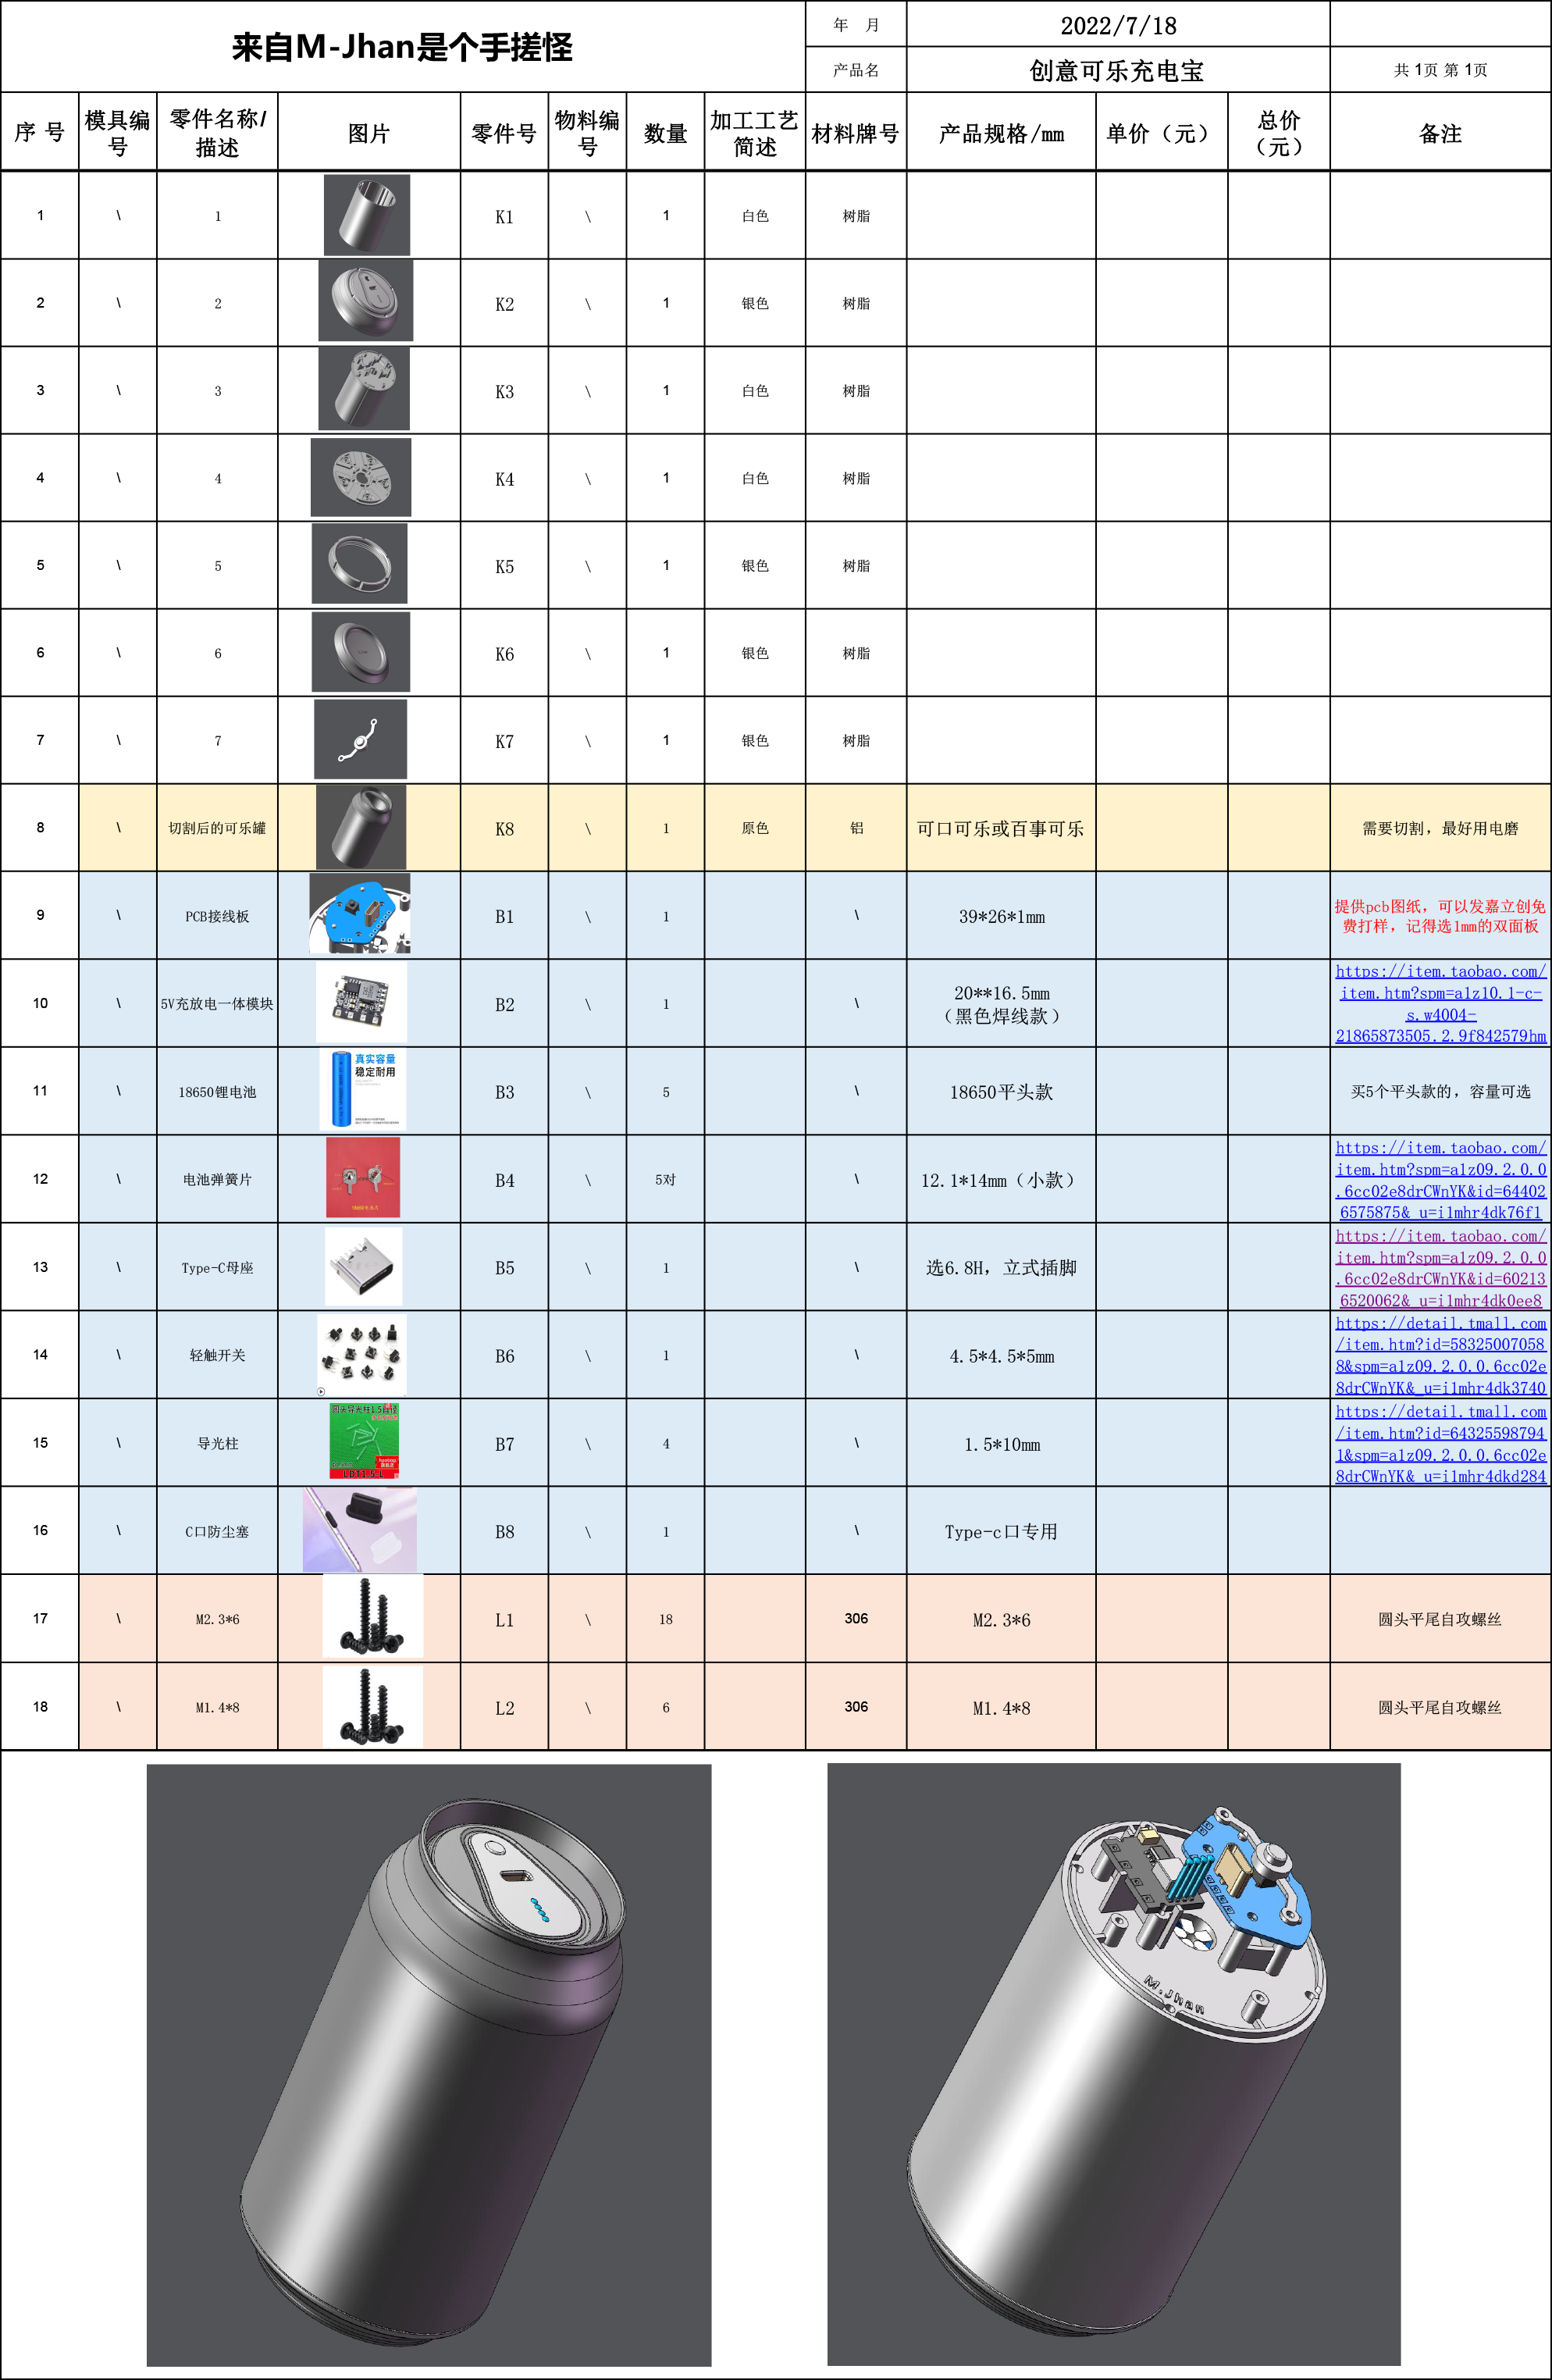 来自M-Jhan是个手搓怪
年 月
2022/7/18
产品名
创意可乐充电宝
共 1页 第 1页
序 号
模具编
号
零件名称/
描述
图片
零件号
物料编
号
数量
加工工艺
简述
材料牌号
产品规格/mm
单价（元）
总价
（元）
备注
1 \ 1 K1 \ 1 白色 树脂
2 \ 2 K2 \ 1 银色 树脂
3 \ 3 K3 \ 1 白色 树脂
4 \ 4 K4 \ 1 白色 树脂
5 \ 5 K5 \ 1 银色 树脂
6 \ 6 K6 \ 1 银色 树脂
7 \ 7 K7 \ 1 银色 树脂
8 \ 切割后的可乐罐 K8 \ 1 原色 铝 可口可乐或百事可乐 需要切割，最好用电磨
9 \ PCB接线板 B1 \ 1 \ 39*26*1mm
提供pcb图纸，可以发嘉立创免
费打样，记得选1mm的双面板
10 \ 5V充放电一体模块 B2 \ 1 \
20**16.5mm
（黑色焊线款）
https://item.taobao.com/
item.htm?spm=a1z10.1-c-
s.w4004-
21865873505.2.9f842579hm
11 \ 18650锂电池
真实容量
稳定耐用
B3 \ 5 \ 18650平头款 买5个平头款的，容量可选
12 \ 电池弹簧片 B4 \ 5对 \ 12.1*14mm（小款）
https://item.taobao.com/
item.htm?spm=a1z09.2.0.0
.6cc02e8drCWnYK&id=64402
6575875&_u=i1mhr4dk76f1
13 \ Type-C母座 B5 \ 1 \ 选6.8H，立式插脚
https://item.taobao.com/
item.htm?spm=a1z09.2.0.0
.6cc02e8drCWnYK&id=60213
6520062&_u=i1mhr4dk0ee8
14 \ 轻触开关 B6 \ 1 \ 4.5*4.5*5mm
https://detail.tmall.com
/item.htm?id=58325007058
8&spm=a1z09.2.0.0.6cc02e
8drCWnYK&_u=i1mhr4dk3740
15 \ 导光柱
圆头导光柱1.5直径
B7 \ 4 \ 1.5*10mm
https://detail.tmall.com
/item.htm?id=64325598794
1&spm=a1z09.2.0.0.6cc02e
8drCWnYK&_u=i1mhr4dkd284
16 \ C口防尘塞 B8 \ 1 \ Type-c口专用
17 \ M2.3*6 L1 \ 18 306 M2.3*6 圆头平尾自攻螺丝
18 \ M1.4*8 L2 \ 6 306 M1.4*8 圆头平尾自攻螺丝
M.Jhan